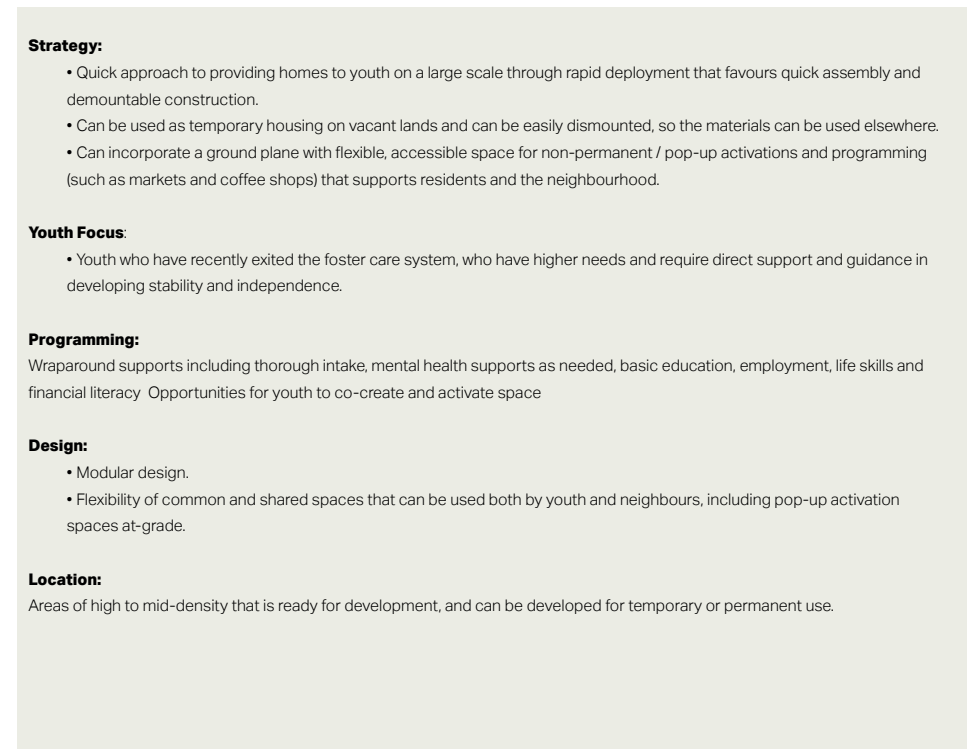 Strategy:
• Quick approach to providing homes to youth on a large scale through rapid deployment that favours quick assembly and
demountable construction.
• Can be used as temporary housing on vacant lands and can be easily dismounted, so the materials can be used elsewhere.
• Can incorporate a ground plane with flexible, accessible space for non-permanent / pop-up activations and programming
(such as markets and coffee shops) that supports residents and the neighbourhood.
Youth Focus:
• Youth who have recently exited the foster care system, who have higher needs and require direct support and guidance in
developing stability and independence.
Programming:
Wraparound supports including thorough intake, mental health supports as needed, basic education, employment, life skills and
financial literacy  Opportunities for youth to co-create and activate space
Design:
• Modular design.
• Flexibility of common and shared spaces that can be used both by youth and neighbours, including pop-up activation
spaces at-grade.
Location:
Areas of high to mid-density that is ready for development, and can be developed for temporary or permanent use.